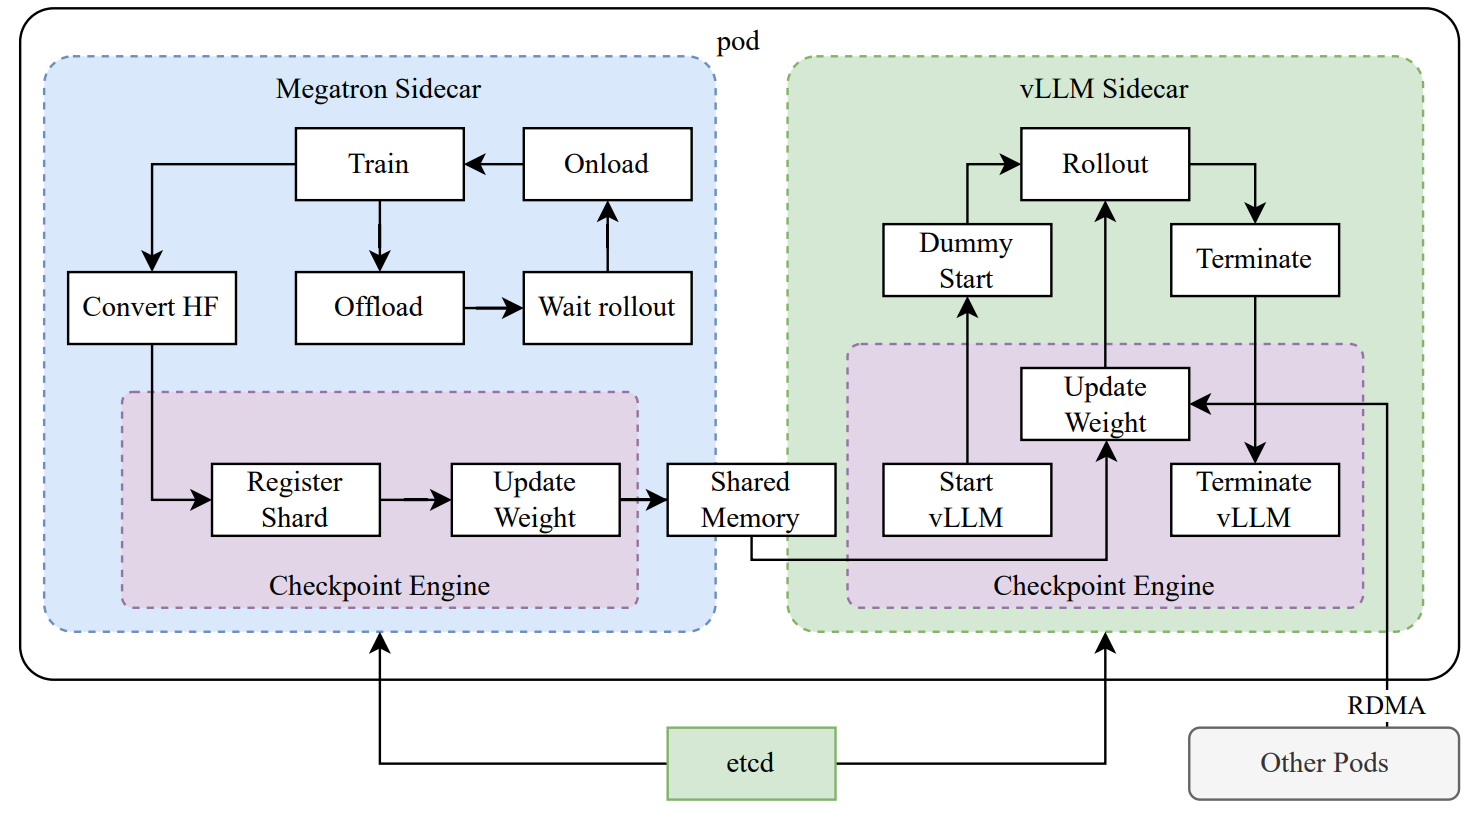 pod
Megatron Sidecar
vLLM Sidecar
Train
Onload
Rollout
Dummy
Start
Terminate
Convert HF
Offload
Wait rollout
Update
Weight
Register
Shard
Update
Weight
Shared
Memory
Start
vLLM
Terminate
vLLM
Checkpoint Engine
Checkpoint Engine
RDMA
etcd
Other Pods